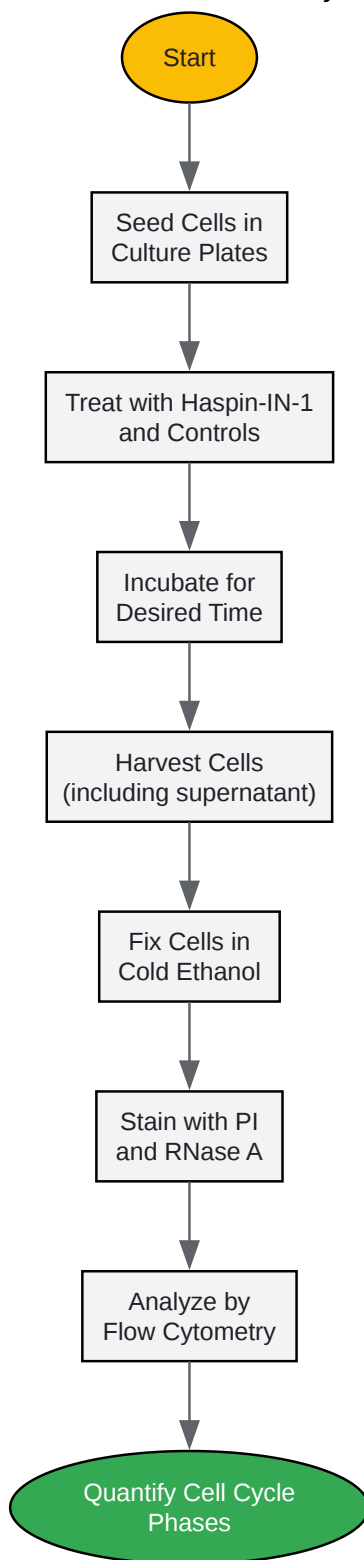 Start
Seed Cells in
Culture Plates
Treat with Haspin-IN-1
and Controls
Incubate for
Desired Time
Harvest Cells
(including supernatant)
Fix Cells in
Cold Ethanol
Stain with PI
and RNase A
Analyze by
Flow Cytometry
Quantify Cell Cycle
Phases